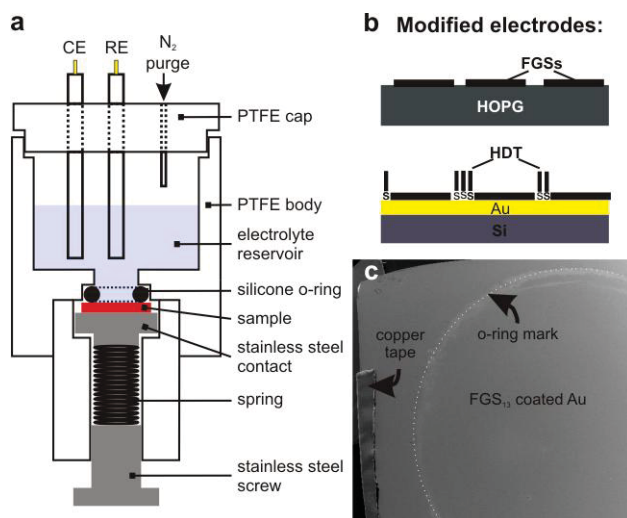 a
CE
RE
N₂
purge
PTFE cap
PTFE body
electrolyte
reservoir
silicone o-ring
sample
stainless steel
contact
spring
stainless steel
screw
b Modified electrodes:
FGSs
HOPG
HDT
S
SSS
SS
Au
Si
c
copper
tape
o-ring mark
FGS₁₃ coated Au